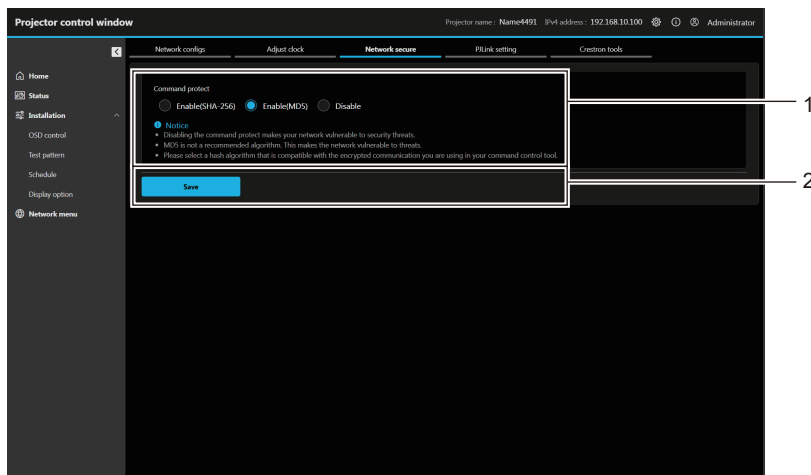 Projector control window
Projector name : Name4491 IPv4 address : 192.168.10.100 Administrator
Network configs Adjust clock Network secure PJLink setting Crestron tools
Home
Status
Installation
OSD control
Test pattern
Schedule
Display option
Network menu
Command protect
Enable(SHA-256) Enable(MD5) Disable
Notice
• Disabling the command protect makes your network vulnerable to security threats.
• MD5 is not a recommended algorithm. This makes the network vulnerable to threats.
• Please select a hash algorithm that is compatible with the encrypted communication you are using in your command control tool.
Save
1
2